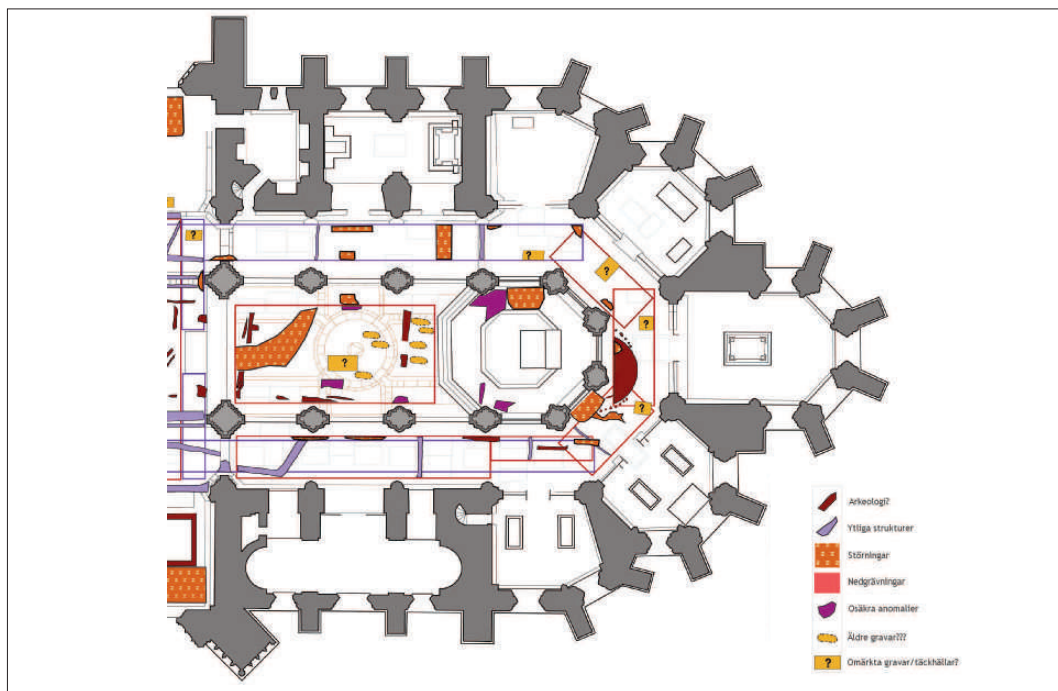 ?
?
?
?
?
?
Arkeologi?
Ytliga strukturer
Störningar
Nedgrävningar
Osäkra anomalier
Äldre gravar???
? Omärkta gravar/täckhällar?